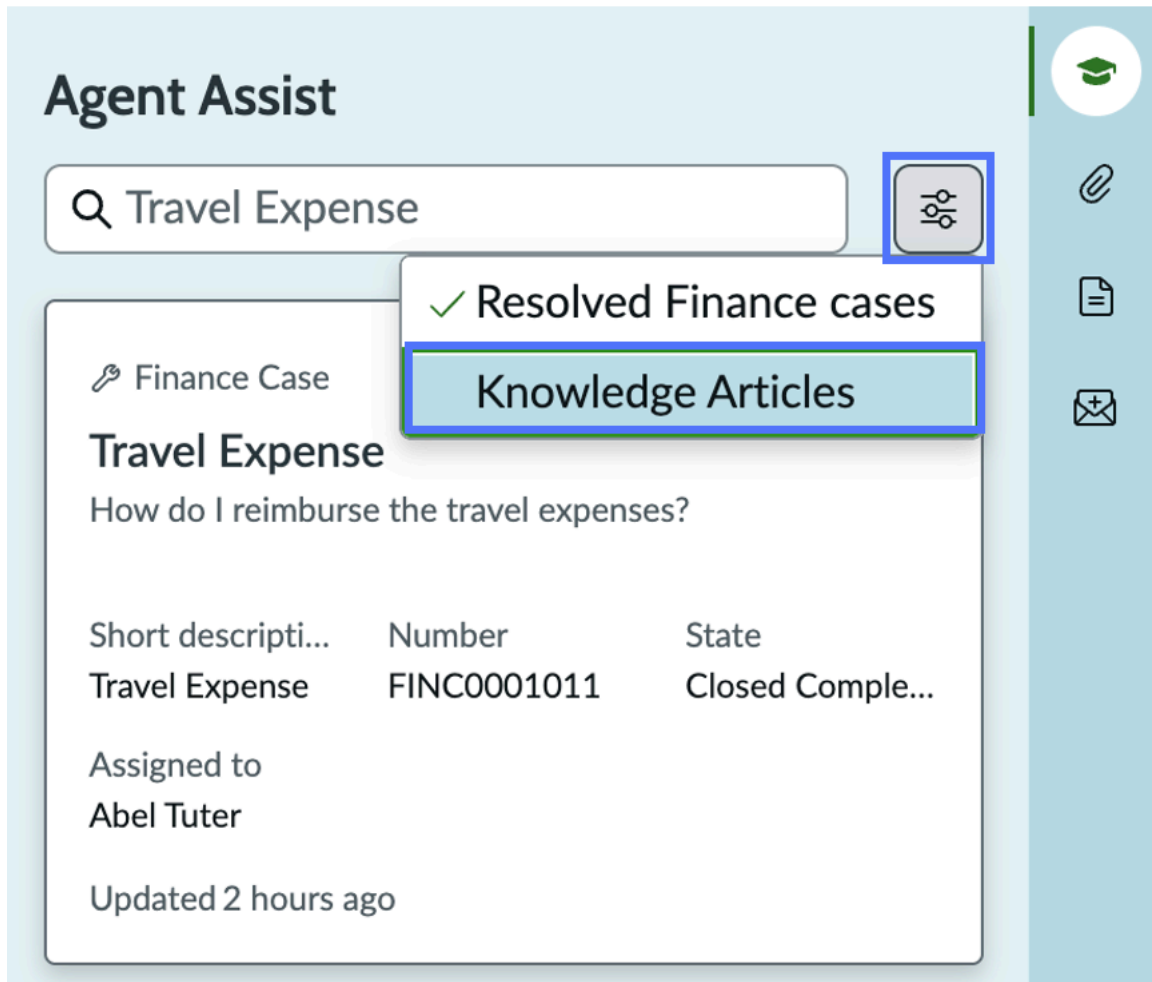 Agent Assist
Travel Expense
Resolved Finance cases
Knowledge Articles
Finance Case
Travel Expense
How do I reimburse the travel expenses?
Short descripti... Number State
Travel Expense FINC0001011 Closed Comple...
Assigned to
Abel Tuter
Updated 2 hours ago